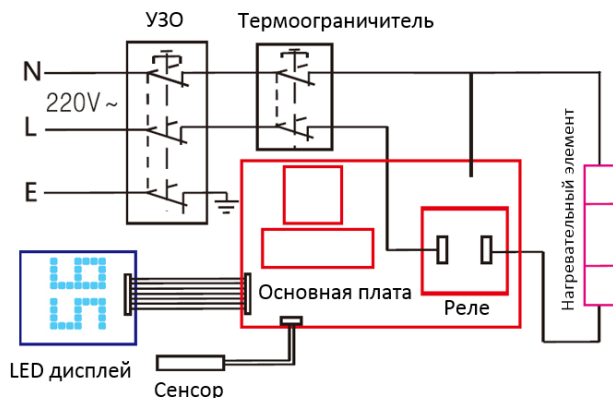 УЗО
Термоограничитель
N
220V~
L
E
Нагревательный элемент
Основная плата
Реле
LED дисплей
Сенсор